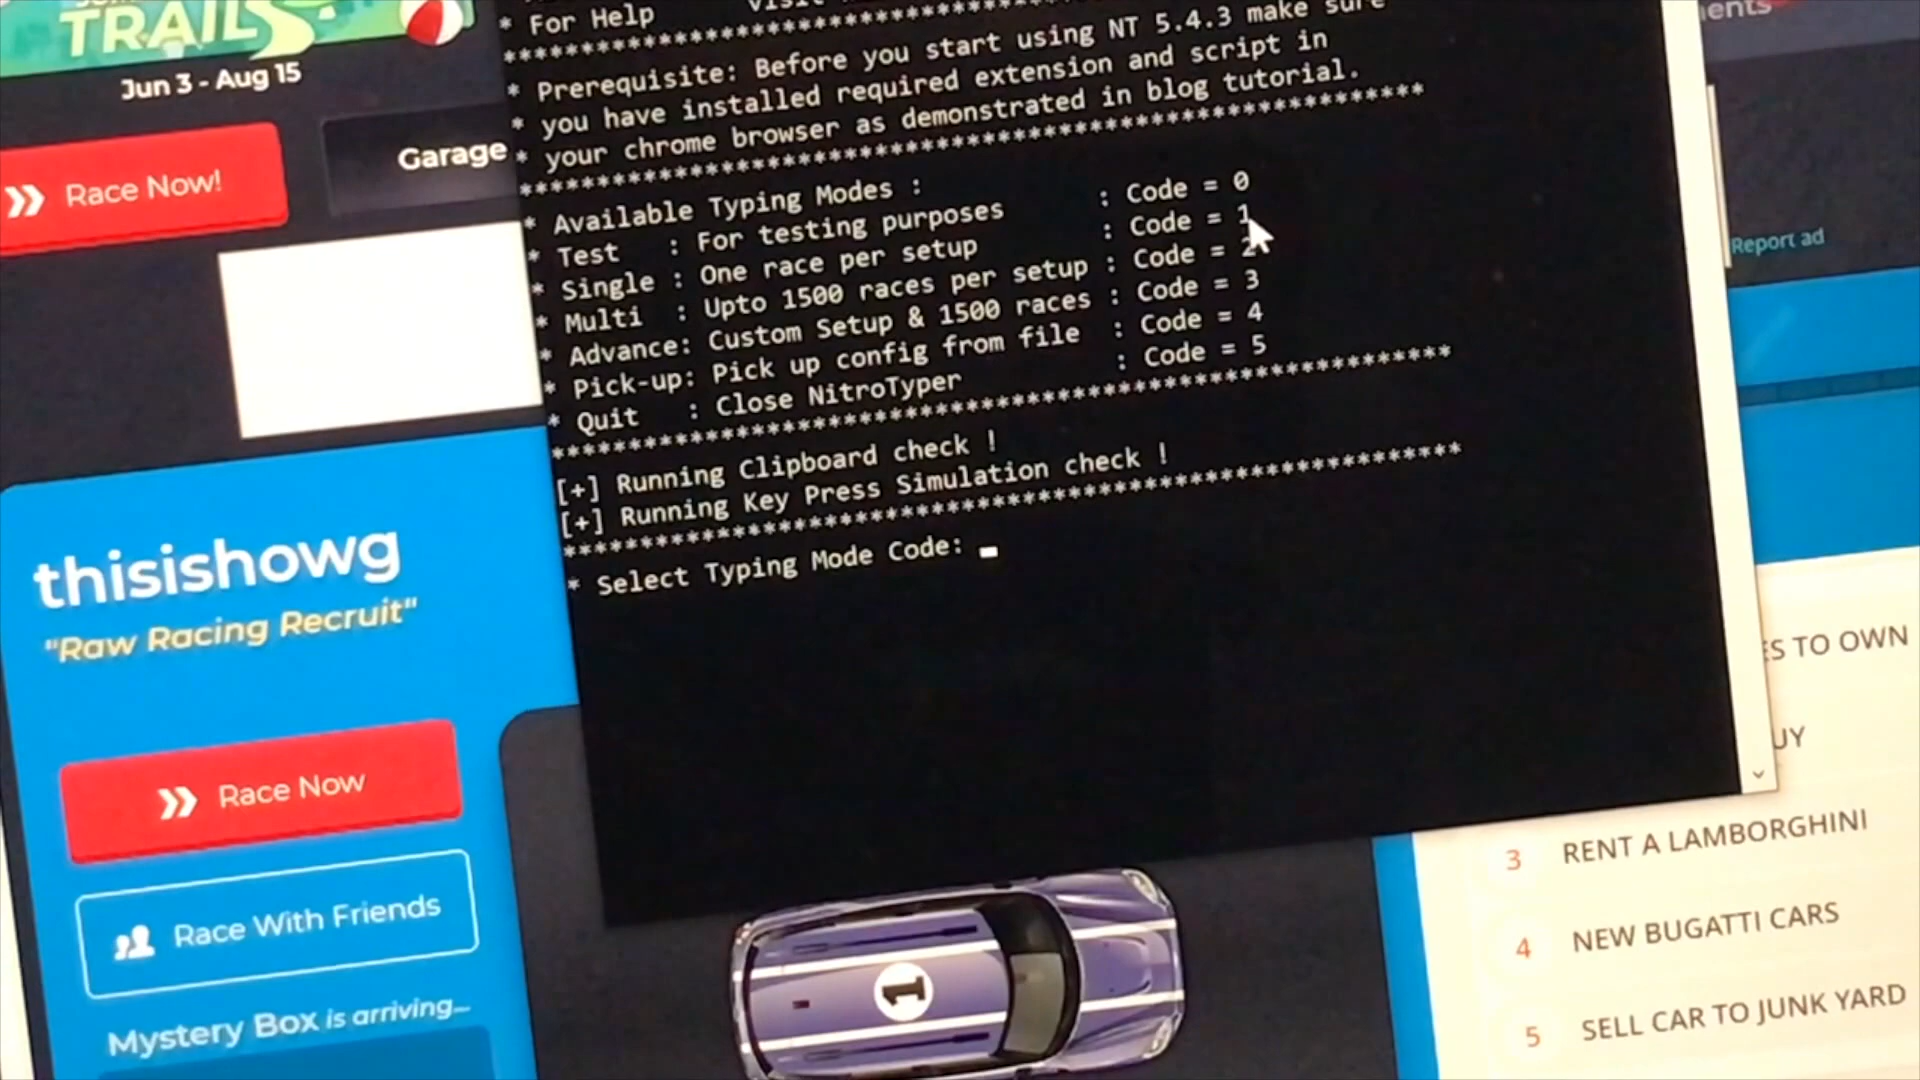 TRAILS
Jun 3 - Aug 15
Race Now!
Garage
* For Help
* Prerequisite: Before you start using NT 5.4.3 make sure
* you have installed required extension and script in
* your chrome browser as demonstrated in blog tutorial.
* Available Typing Modes :
* Test : For testing purposes : Code = 0
* Single : One race per setup : Code = 1
* Multi : Upto 1500 races per setup : Code = 2
* Advance: Custom Setup & 1500 races : Code = 3
* Pick-up: Pick up config from file : Code = 4
* Quit : Close NitroTyper : Code = 5
[+] Running Clipboard check !
[+] Running Key Press Simulation check !
* Select Typing Mode Code:
Report ad
thisishowg
"Raw Racing Recruit"
Race Now
Race With Friends
Mystery Box is arriving...
1
TO OWN
3 RENT A LAMBORGHINI
4 NEW BUGATTI CARS
5 SELL CAR TO JUNK YARD